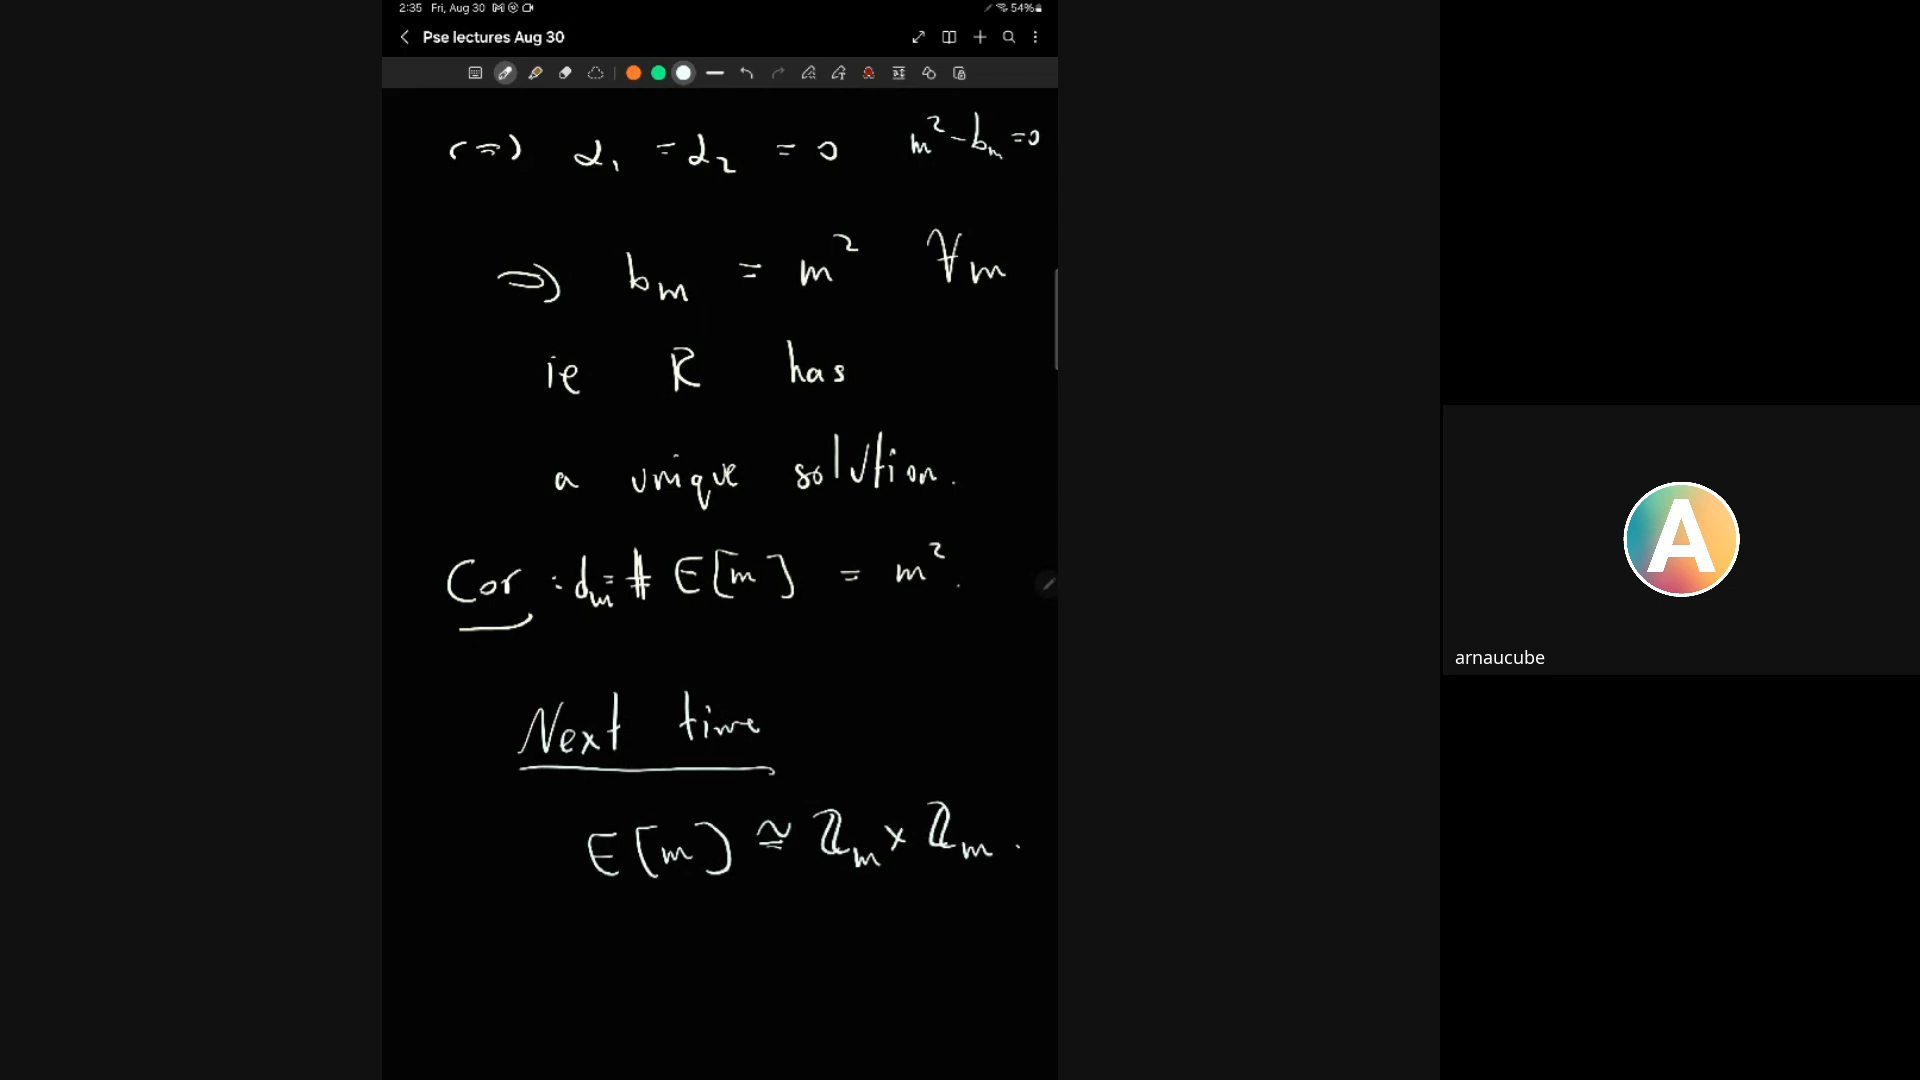 2:35 Fri, Aug 30 54%
Pse lectures Aug 30
(⇒) α₁ = α₂ = 0 m² - bₘ = 0
⇒ bₘ = m² ∀m
ie R has
a unique solution.
Cor : dₘ = # E[m] = m².
Next time
E[m] ≅ ℤₘ × ℤₘ .
A
arnaucube